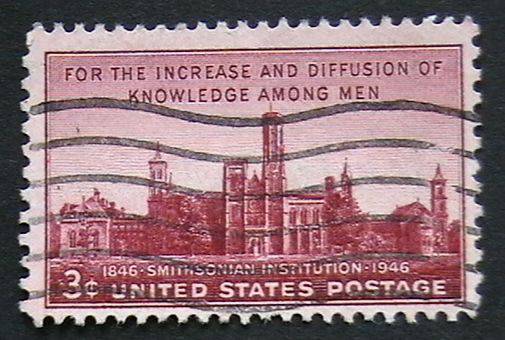 FOR THE INCREASE AND DIFFUSION OF
KNOWLEDGE AMONG MEN
1846·SMITHSONIAN INSTITUTION·1946
3¢ UNITED STATES POSTAGE